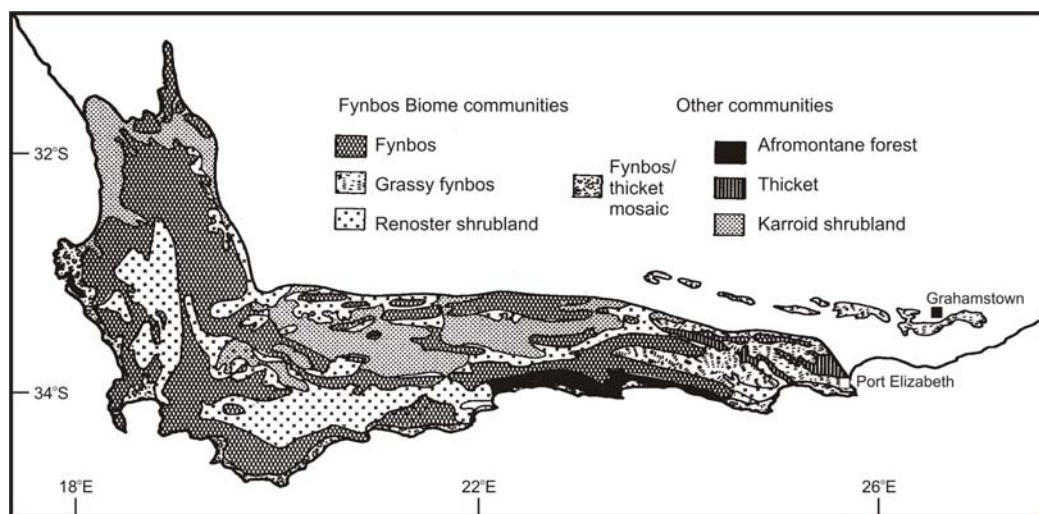 Fynbos Biome communities
Other communities
Fynbos
Grassy fynbos
Renoster shrubland
Fynbos/
thicket
mosaic
Afromontane forest
Thicket
Karroid shrubland
32°S
34°S
Grahamstown
Port Elizabeth
18°E
22°E
26°E